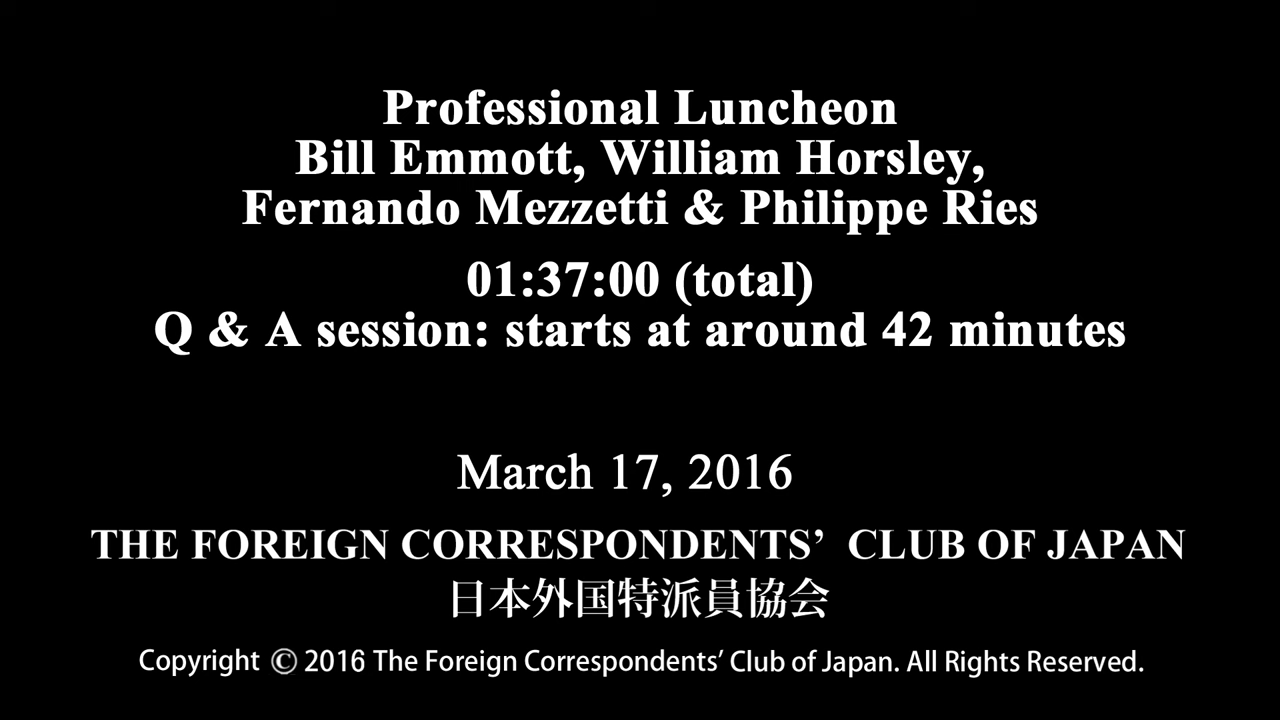 Professional Luncheon
Bill Emmott, William Horsley,
Fernando Mezzetti & Philippe Ries
01:37:00 (total)
Q & A session: starts at around 42 minutes
March 17, 2016
THE FOREIGN CORRESPONDENTS’ CLUB OF JAPAN
日本外国特派員協会
Copyright © 2016 The Foreign Correspondents’ Club of Japan. All Rights Reserved.